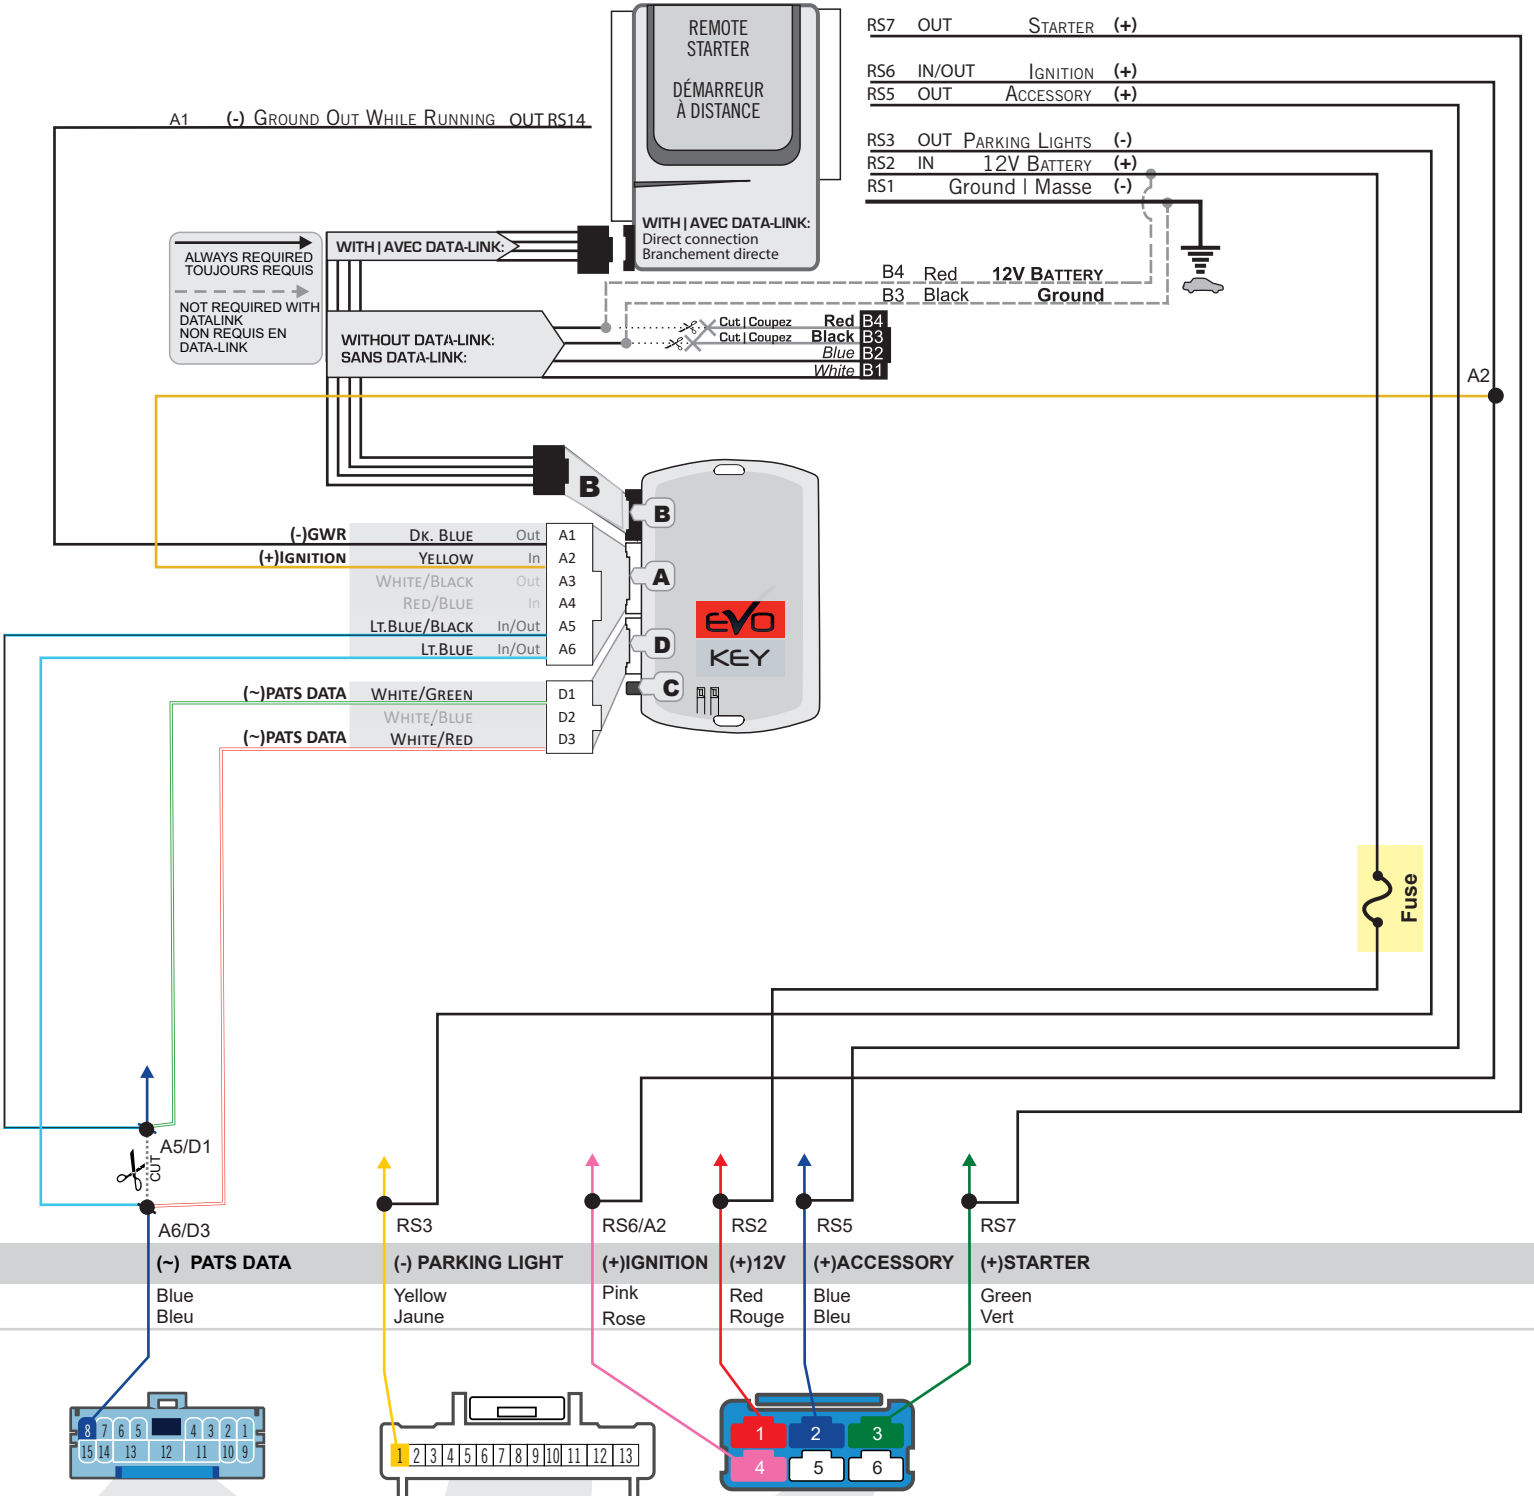 REMOTE
STARTER
DÉMARREUR
À DISTANCE
RS7 OUT STARTER (+)
RS6 IN/OUT IGNITION (+)
RS5 OUT ACCESSORY (+)
A1 (-) GROUND OUT WHILE RUNNING OUT RS14
RS3 OUT PARKING LIGHTS (-)
RS2 IN 12V BATTERY (+)
RS1 Ground | Masse (-)
WITH | AVEC DATA-LINK:
Direct connection
Branchement directe
ALWAYS REQUIRED
TOUJOURS REQUIS
NOT REQUIRED WITH
DATALINK
NON REQUIS EN
DATA-LINK
WITH | AVEC DATA-LINK:
B4 Red 12V BATTERY
B3 Black Ground
WITHOUT DATA-LINK:
SANS DATA-LINK:
Cut | Coupez Red B4
Cut | Coupez Black B3
Blue B2
White B1
A2
B
B
A
D
C
EVO
KEY
(-)GWR DK. BLUE Out A1
(+)IGNITION YELLOW In A2
WHITE/BLACK Out A3
RED/BLUE In A4
LT.BLUE/BLACK In/Out A5
LT.BLUE In/Out A6
(~)PATS DATA WHITE/GREEN D1
WHITE/BLUE D2
(~)PATS DATA WHITE/RED D3
Fuse
A5/D1
CUT
A6/D3
RS3
RS6/A2
RS2
RS5
RS7
(~) PATS DATA
(-) PARKING LIGHT
(+)IGNITION
(+)12V
(+)ACCESSORY
(+)STARTER
Blue
Bleu
Yellow
Jaune
Pink
Rose
Red
Rouge
Blue
Bleu
Green
Vert
8 7 6 5 4 3 2 1
15 14 13 12 11 10 9
1 2 3 4 5 6 7 8 9 10 11 12 13
1 2 3
4 5 6